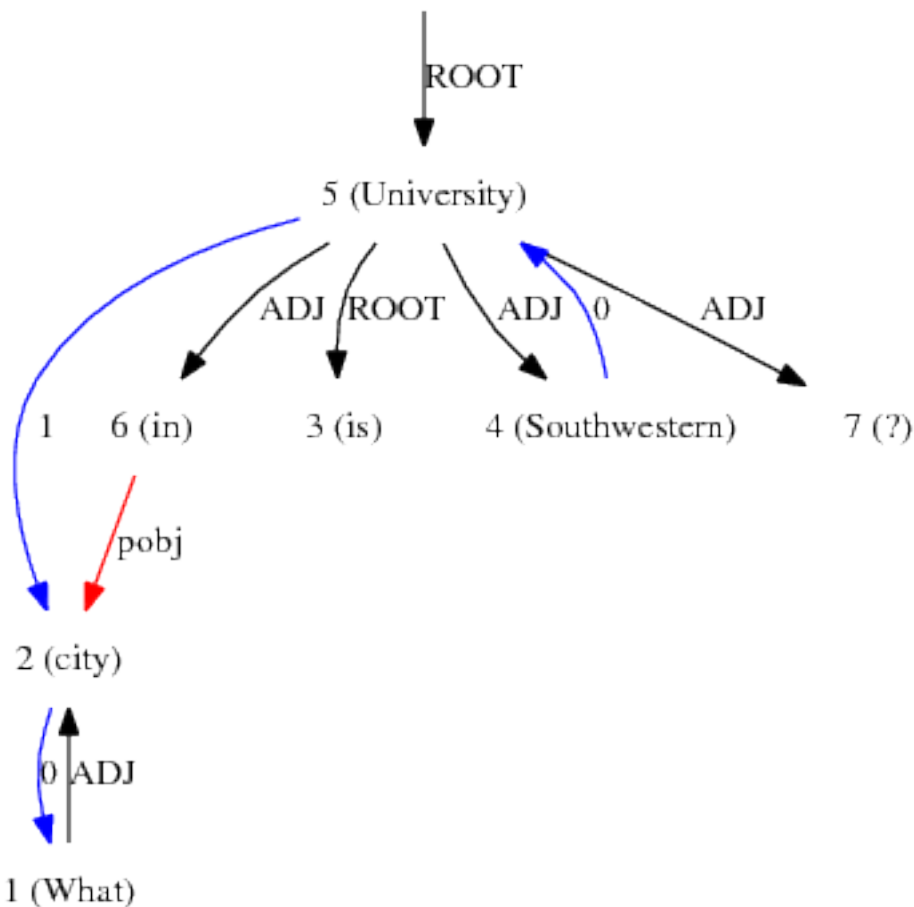 ROOT
5 (University)
ADJ ROOT ADJ 0 ADJ
1 6 (in) 3 (is) 4 (Southwestern) 7 (?)
pobj
2 (city)
0 ADJ
1 (What)